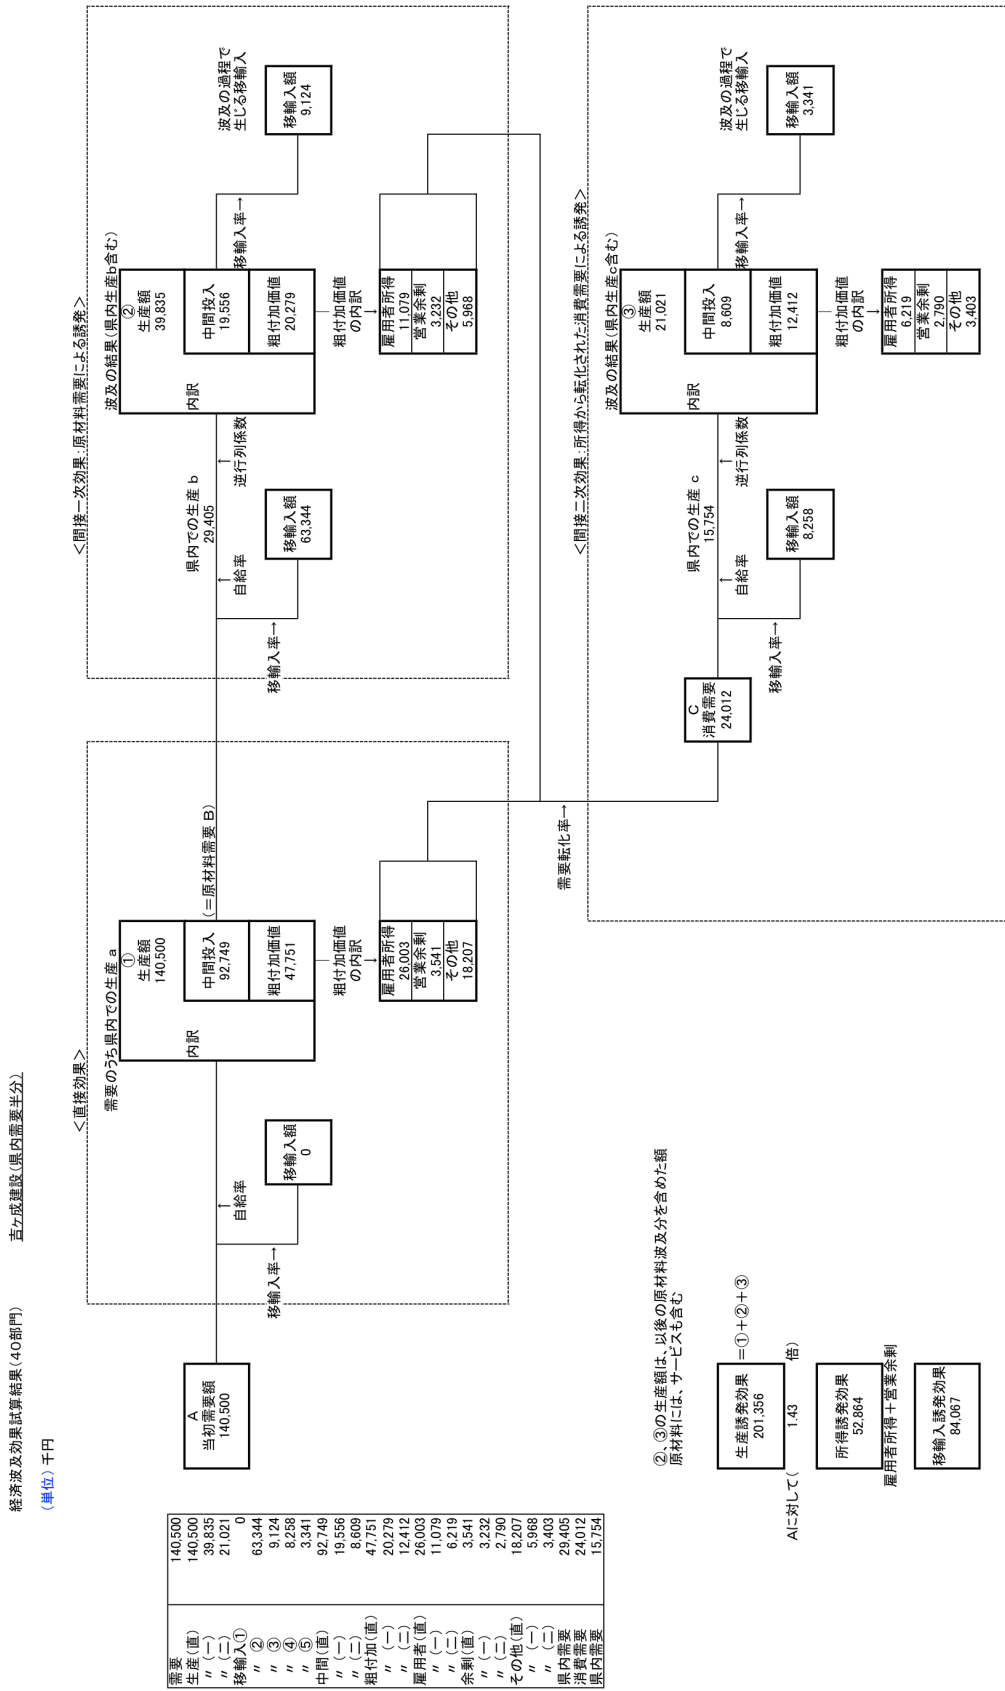 経済波及効果試算結果(40部門)　吉ケ成建設(県内需要半分)
(単位)千円
需要 140,500
生産(直) 140,500
〃(一) 39,835
〃(二) 21,021
移輸入① 0
〃② 63,344
〃③ 9,124
〃④ 8,258
〃⑤ 3,341
中間(直) 92,749
〃(一) 19,556
〃(二) 8,609
粗付加(直) 47,751
〃(一) 20,279
〃(二) 12,412
雇用者(直) 26,003
〃(一) 11,079
〃(二) 6,219
余剰(直) 3,541
〃(一) 3,232
〃(二) 2,790
その他(直) 18,207
〃(一) 5,968
〃(二) 3,403
県内需要 29,405
消費需要 24,012
県内需要 15,754
A
当初需要額
140,500
<直接効果>
移輸入率→
↑
自給率
移輸入額
0
需要のうち県内での生産 a
①
生産額
140,500
内訳
中間投入
92,749
粗付加価値
47,751
(=原材料需要 B)
粗付加価値
の内訳
→
雇用者所得
26,003
営業余剰
3,541
その他
18,207
<間接一次効果:原材料需要による誘発>
移輸入率→
↑
自給率
移輸入額
63,344
県内での生産 b
29,405
↑
逆行列係数
波及の結果(県内生産b含む)
②
生産額
39,835
内訳
中間投入
19,556
粗付加価値
20,279
移輸入率→
波及の過程で
生じる移輸入
移輸入額
9,124
粗付加価値
の内訳
→
雇用者所得
11,079
営業余剰
3,232
その他
5,968
需要転化率→
<間接二次効果:所得から転化された消費需要による誘発>
C
消費需要
24,012
移輸入率→
↑
自給率
移輸入額
8,258
県内での生産 c
15,754
↑
逆行列係数
波及の結果(県内生産c含む)
③
生産額
21,021
内訳
中間投入
8,609
粗付加価値
12,412
移輸入率→
波及の過程で
生じる移輸入
移輸入額
3,341
粗付加価値
の内訳
→
雇用者所得
6,219
営業余剰
2,790
その他
3,403
②、③の生産額は、以後の原材料波及分を含めた額
原材料には、サービスも含む
生産誘発効果 =①+②+③
201,356
Aに対して( 1.43 倍)
所得誘発効果
52,864
雇用者所得+営業余剰
移輸入誘発効果
84,067